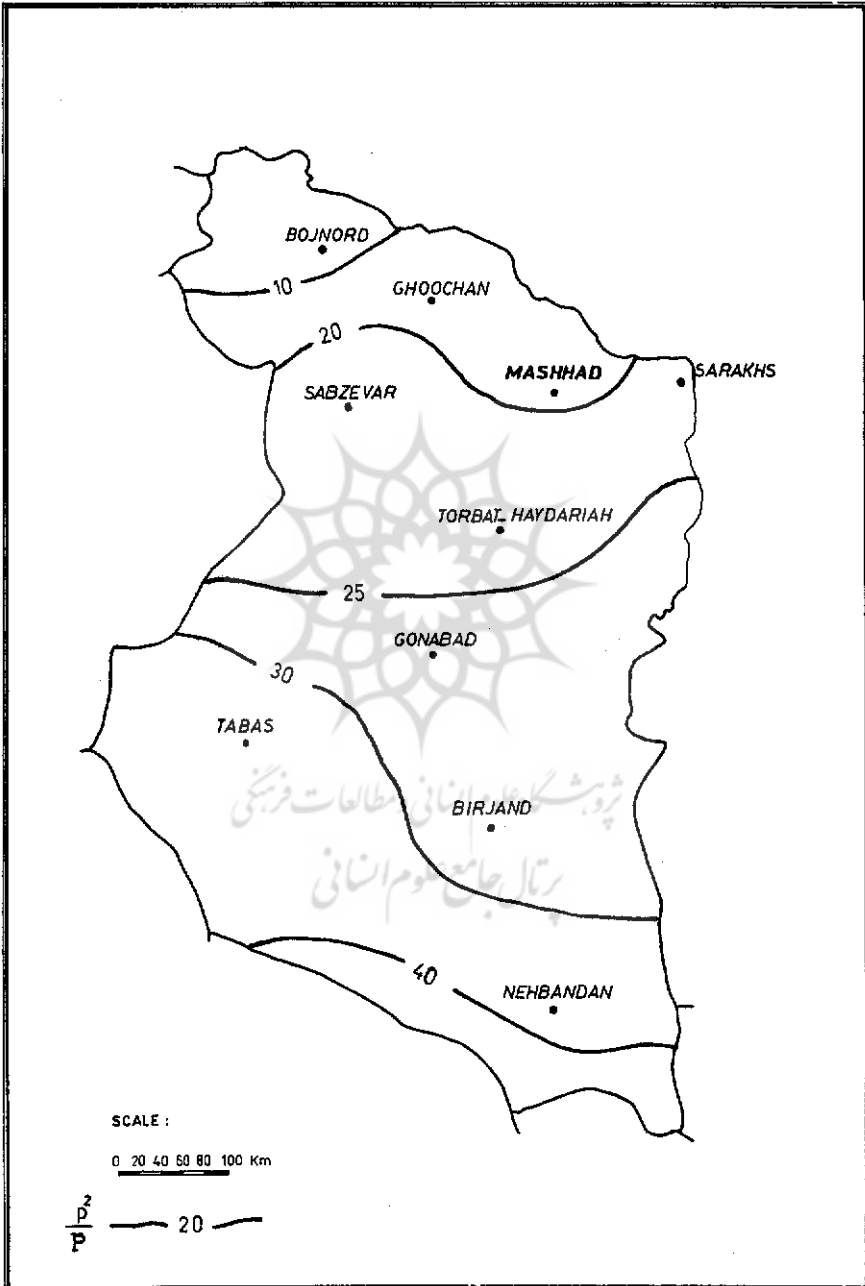 BOJNORD
10
GHOOCHAN
20
MASHHAD
SARAKHS
SABZEVAR
TORBAT_HAYDARIAH
25
GONABAD
30
TABAS
پژوهشگاه علوم انسانی و مطالعات فرهنگی
BIRJAND
پرتال جامع علوم انسانی
40
NEHBANDAN
SCALE :
0 20 40 60 80 100 Km
p²/P 20